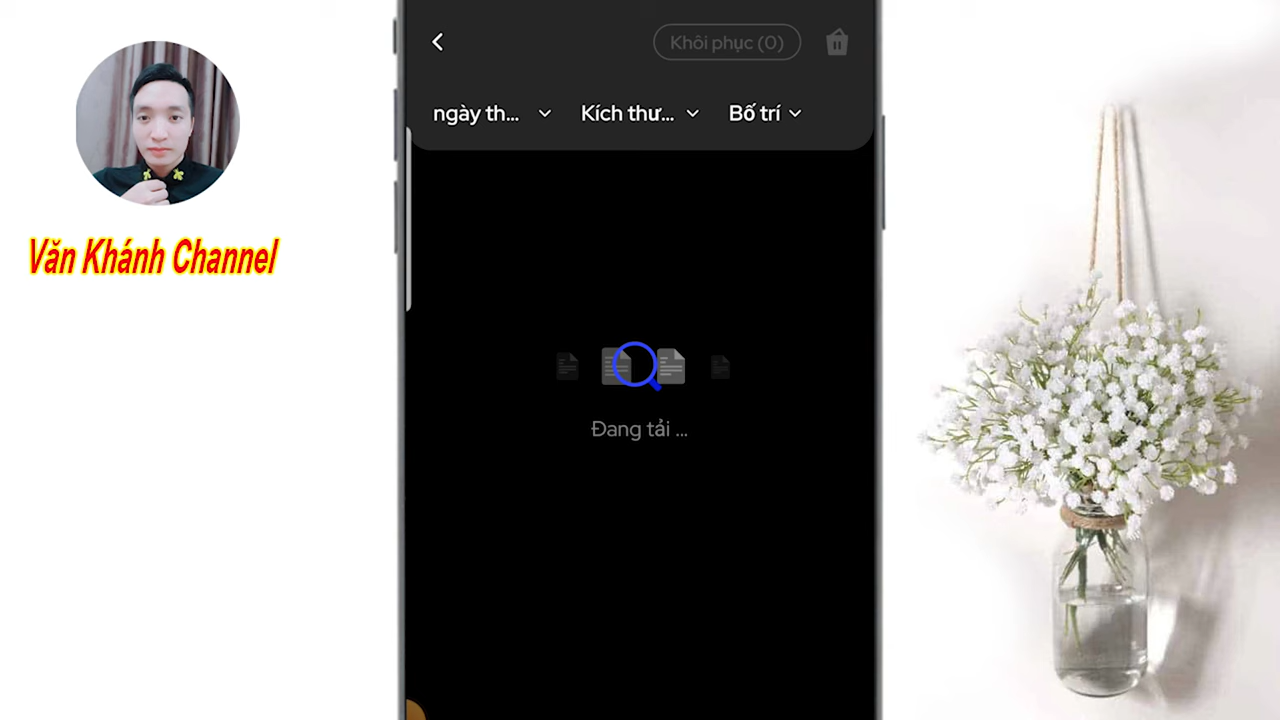 Khôi phục (0)
ngày th... Kích thư... Bố trí
Văn Khánh Channel
Đang tải ...